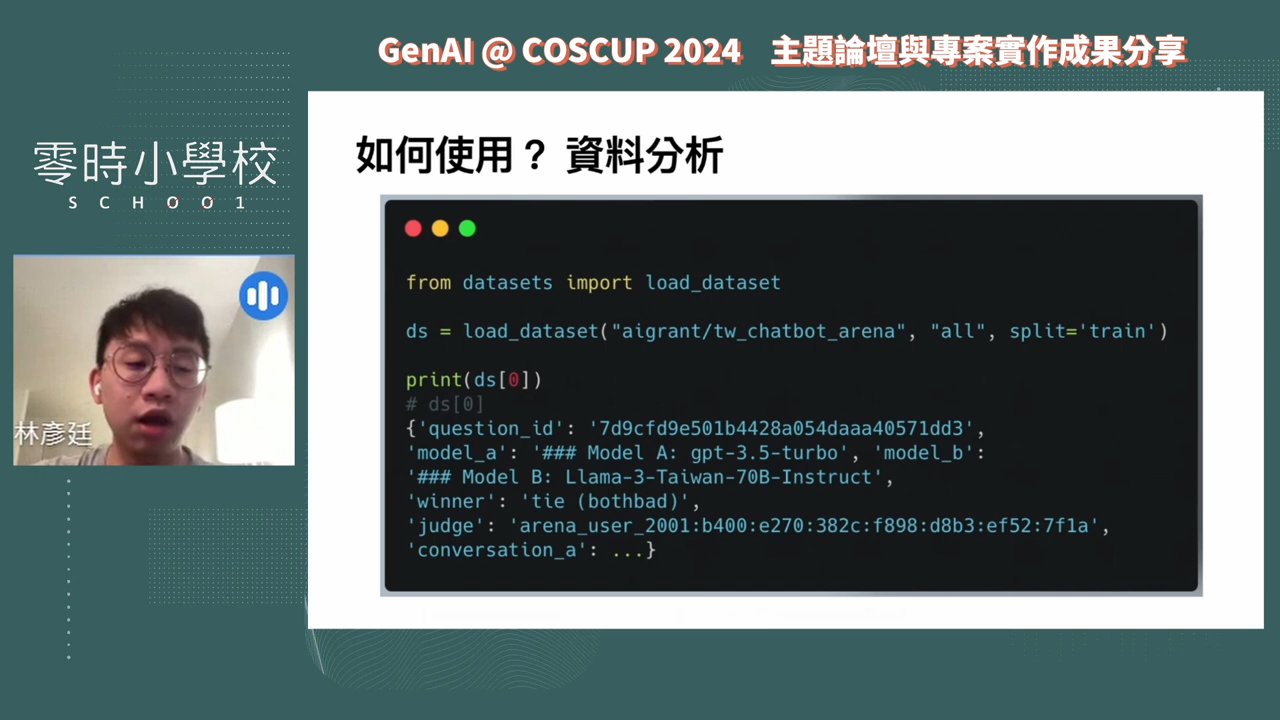 GenAI @ COSCUP 2024 主題論壇與專案實作成果分享
零時小學校
SCHOO1
林彥廷
如何使用? 資料分析
from datasets import load_dataset
ds = load_dataset("aigrant/tw_chatbot_arena", "all", split='train')
print(ds[0])
# ds[0]
{'question_id': '7d9cfd9e501b4428a054daaa40571dd3',
'model_a': '### Model A: gpt-3.5-turbo', 'model_b':
'### Model B: Llama-3-Taiwan-70B-Instruct',
'winner': 'tie (bothbad)',
'judge': 'arena_user_2001:b400:e270:382c:f898:d8b3:ef52:7f1a',
'conversation_a': ...}